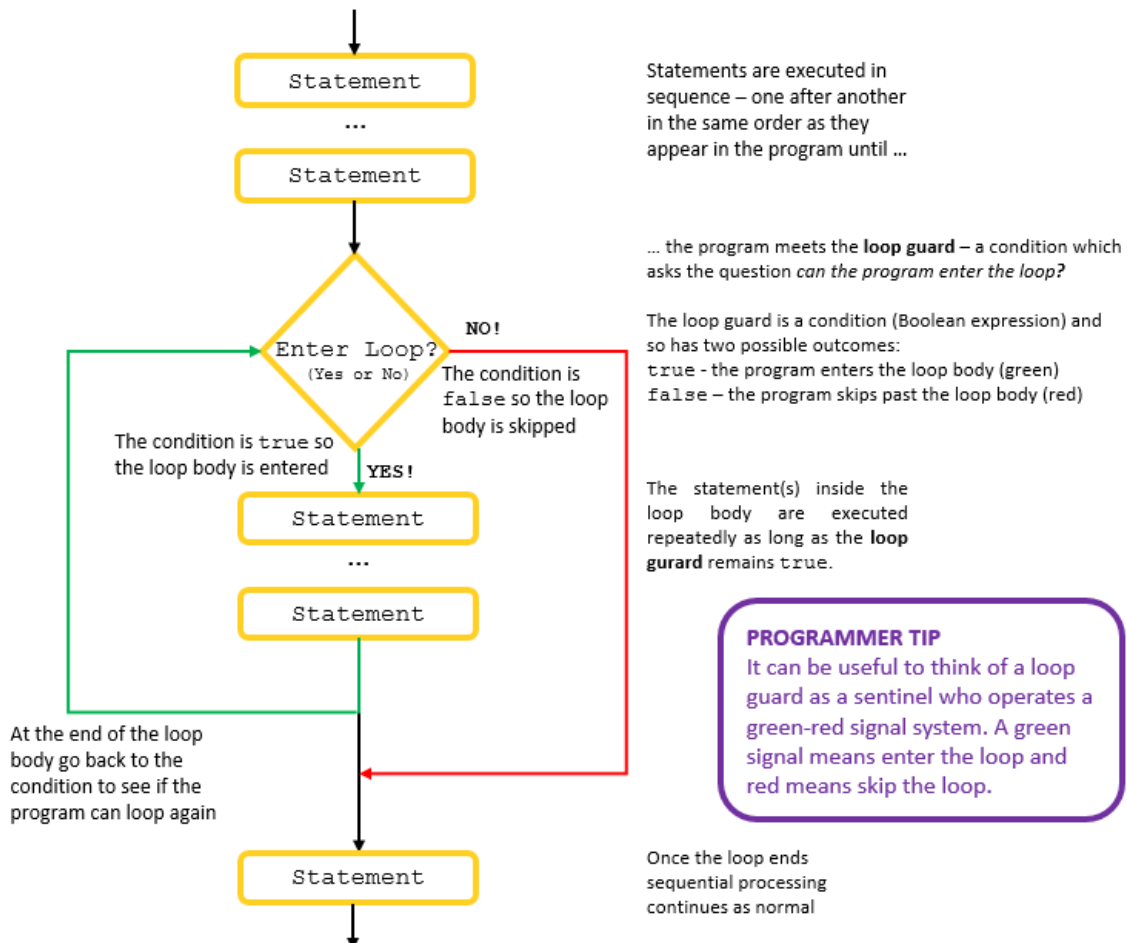 Statement
...
Statement
Statements are executed in
sequence – one after another
in the same order as they
appear in the program until ...
... the program meets the loop guard – a condition which
asks the question can the program enter the loop?
The loop guard is a condition (Boolean expression) and
so has two possible outcomes:
true - the program enters the loop body (green)
false – the program skips past the loop body (red)
Enter Loop?
(Yes or No)
NO!
The condition is
false so the loop
body is skipped
The condition is true so
the loop body is entered
YES!
Statement
...
Statement
The statement(s) inside the
loop body are executed
repeatedly as long as the loop
gurard remains true.
PROGRAMMER TIP
It can be useful to think of a loop
guard as a sentinel who operates a
green-red signal system. A green
signal means enter the loop and
red means skip the loop.
At the end of the loop
body go back to the
condition to see if the
program can loop again
Statement
Once the loop ends
sequential processing
continues as normal